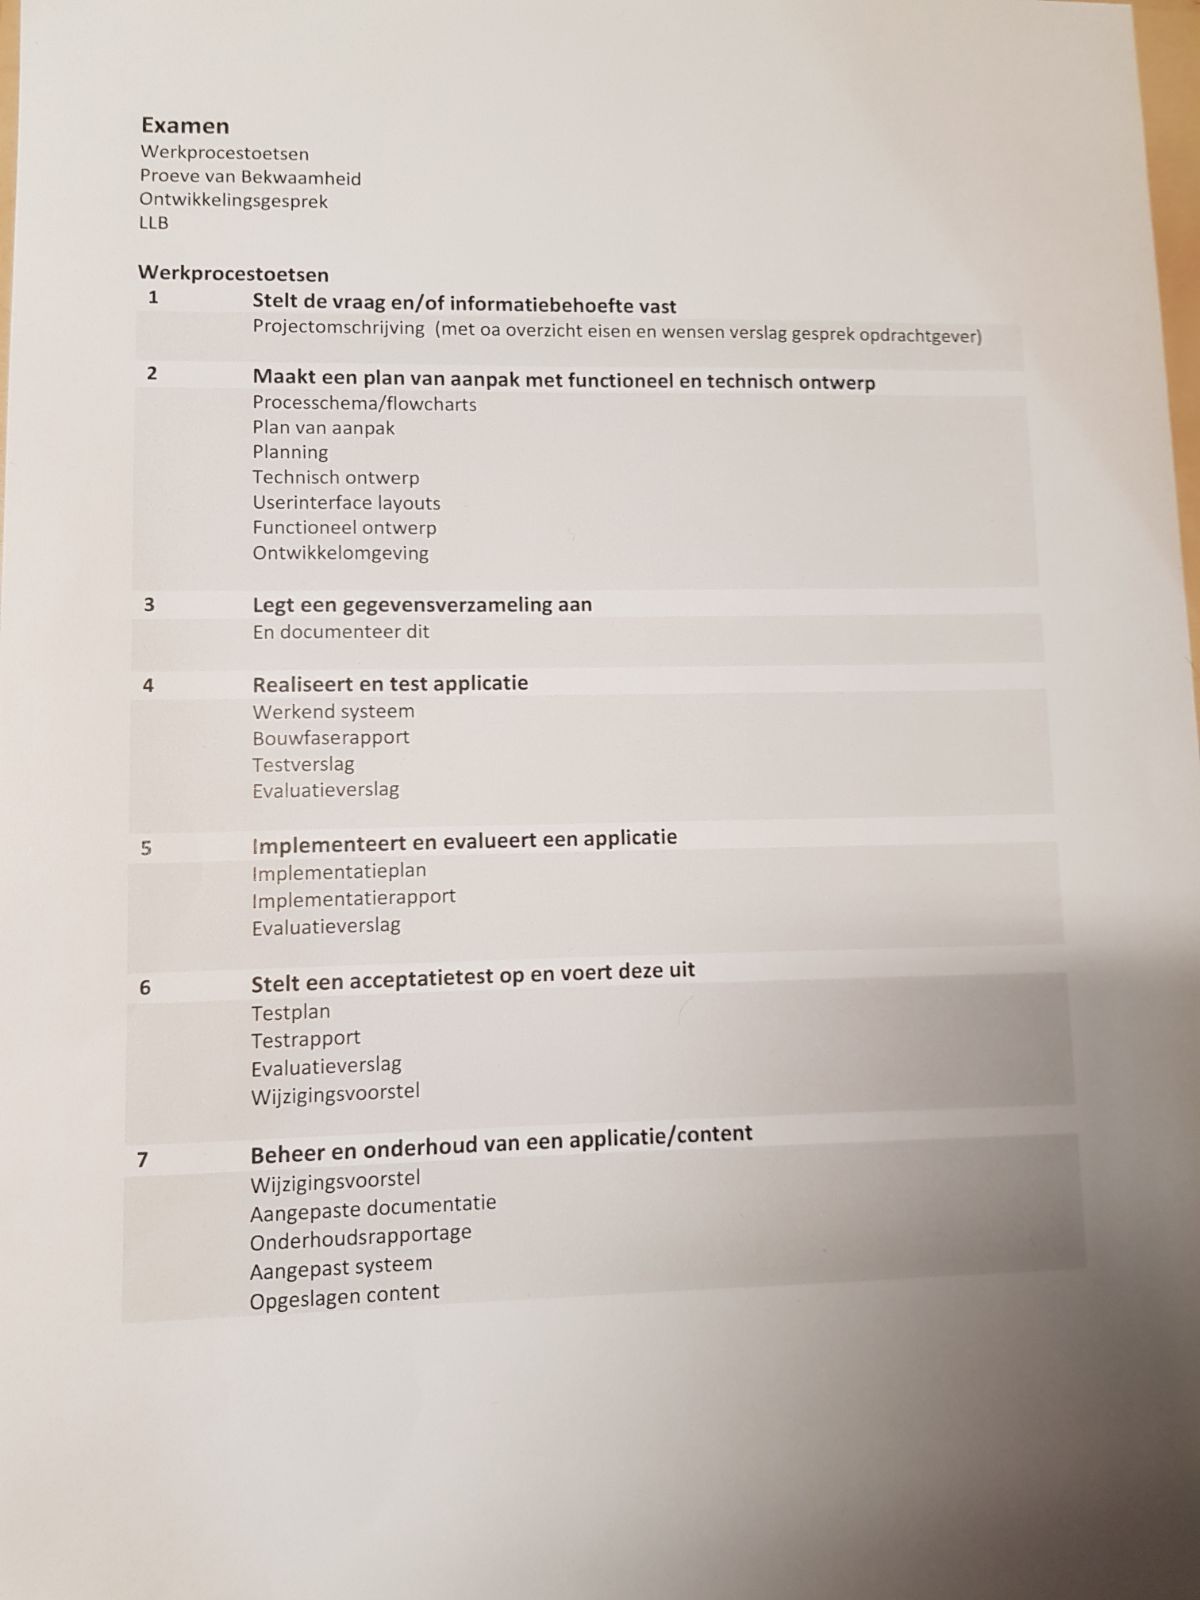 Examen
Werkprocestoetsen
Proeve van Bekwaamheid
Ontwikkelingsgesprek
LLB
Werkprocestoetsen
1 Stelt de vraag en/of informatiebehoefte vast
Projectomschrijving (met oa overzicht eisen en wensen verslag gesprek opdrachtgever)
2 Maakt een plan van aanpak met functioneel en technisch ontwerp
Processchema/flowcharts
Plan van aanpak
Planning
Technisch ontwerp
Userinterface layouts
Functioneel ontwerp
Ontwikkelomgeving
3 Legt een gegevensverzameling aan
En documenteer dit
4 Realiseert en test applicatie
Werkend systeem
Bouwfaserapport
Testverslag
Evaluatieverslag
5 Implementeert en evalueert een applicatie
Implementatieplan
Implementatierapport
Evaluatieverslag
6 Stelt een acceptatietest op en voert deze uit
Testplan
Testrapport
Evaluatieverslag
Wijzigingsvoorstel
7 Beheer en onderhoud van een applicatie/content
Wijzigingsvoorstel
Aangepaste documentatie
Onderhoudsrapportage
Aangepast systeem
Opgeslagen content